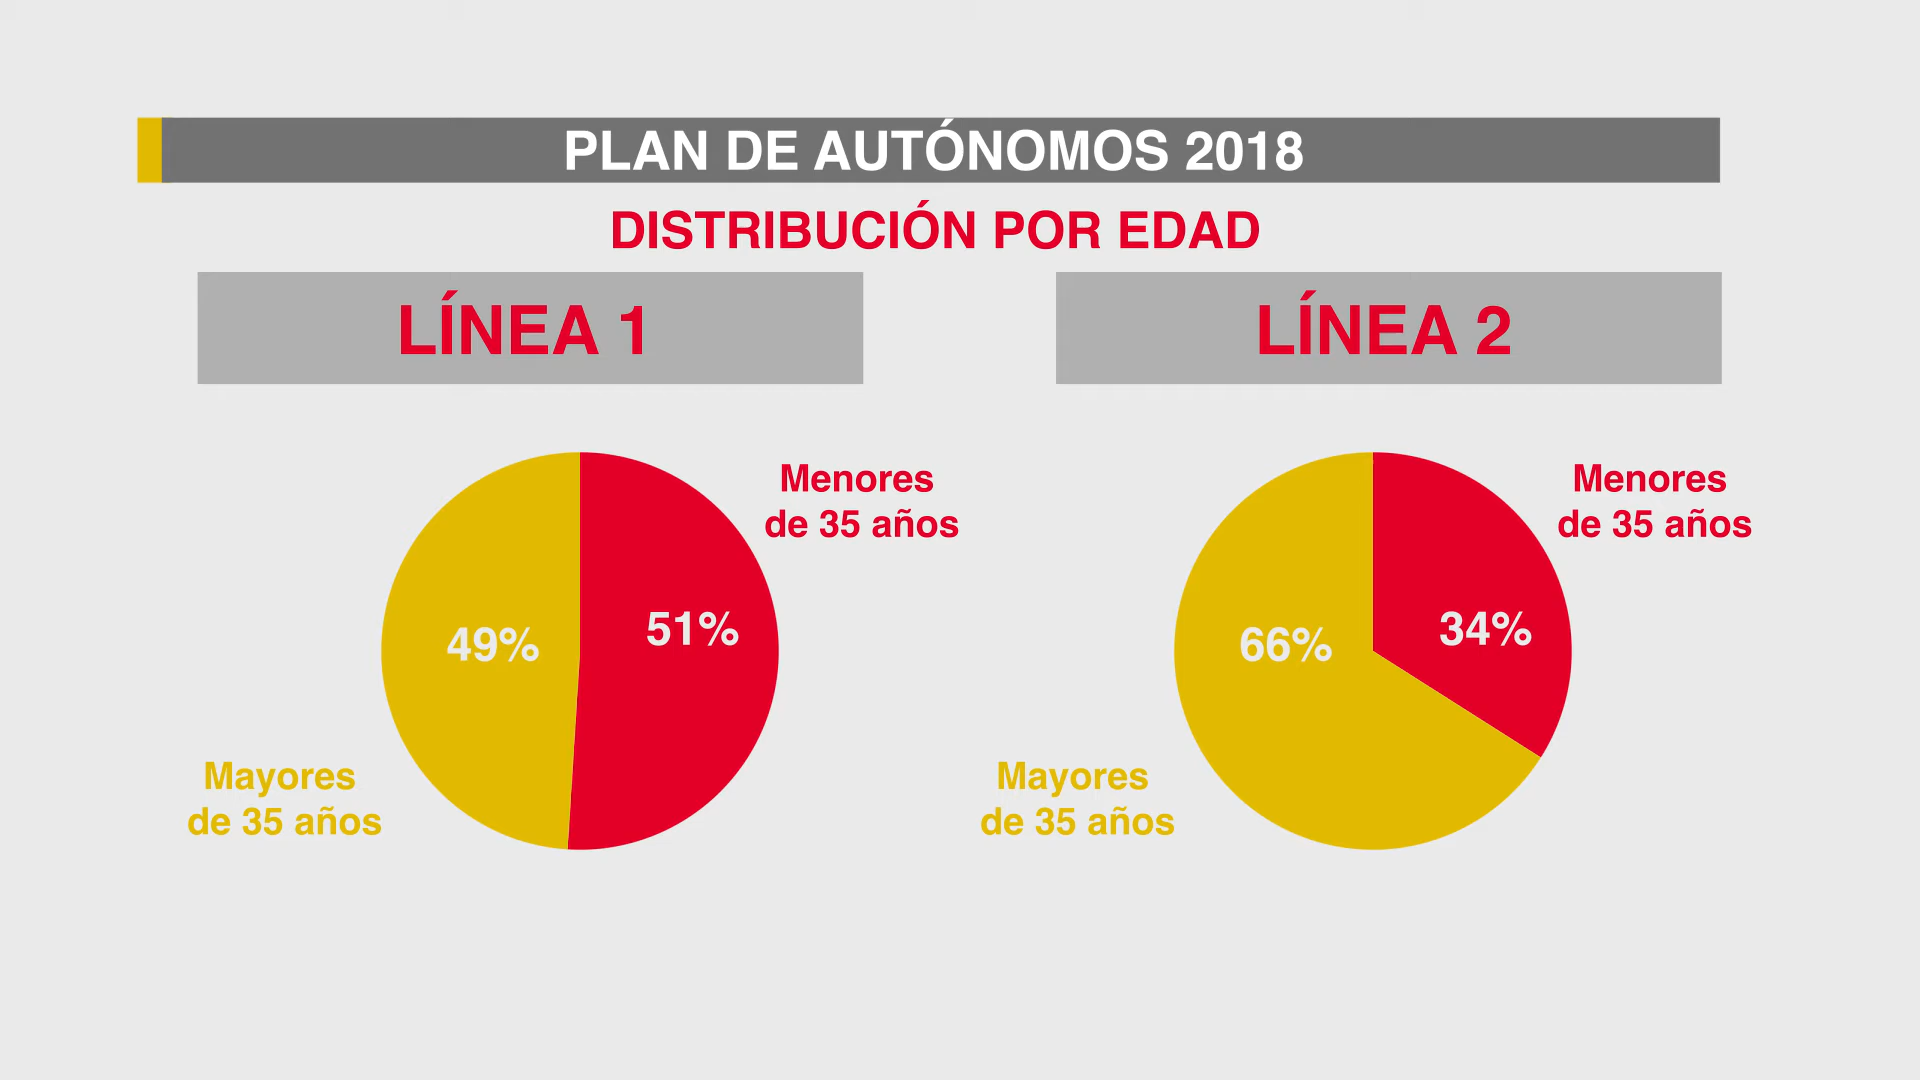 PLAN DE AUTÓNOMOS 2018
DISTRIBUCIÓN POR EDAD
LÍNEA 1
LÍNEA 2
Menores
de 35 años
51%
49%
Mayores
de 35 años
Menores
de 35 años
34%
66%
Mayores
de 35 años